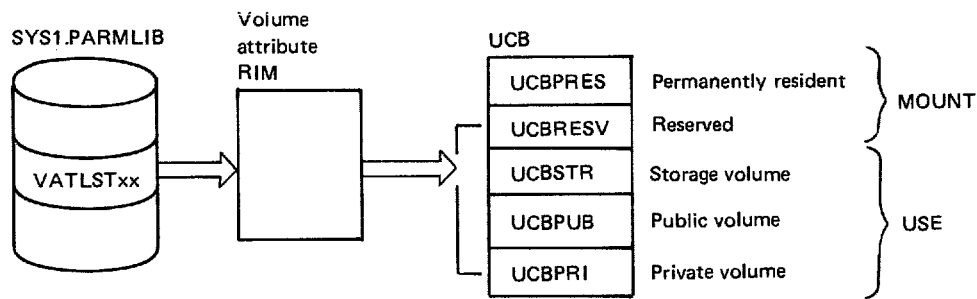 SYS1.PARMLIB
VATLSTxx
Volume
attribute
RIM
UCB
UCBPRES Permanently resident
UCBRESV Reserved
MOUNT
UCBSTR Storage volume
UCBPUB Public volume
UCBPRI Private volume
USE